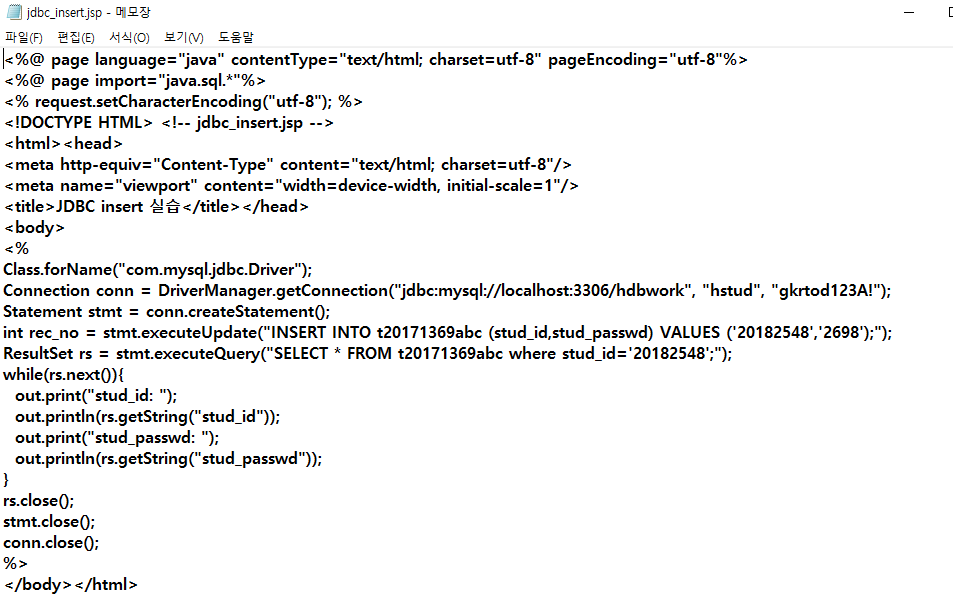 jdbc_insert.jsp - 메모장
파일(F) 편집(E) 서식(O) 보기(V) 도움말
<%@ page language="java" contentType="text/html; charset=utf-8" pageEncoding="utf-8"%>
<%@ page import="java.sql.*"%>
<% request.setCharacterEncoding("utf-8"); %>
<!DOCTYPE HTML> <!-- jdbc_insert.jsp -->
<html><head>
<meta http-equiv="Content-Type" content="text/html; charset=utf-8"/>
<meta name="viewport" content="width=device-width, initial-scale=1"/>
<title>JDBC insert 실습</title></head>
<body>
<%
Class.forName("com.mysql.jdbc.Driver");
Connection conn = DriverManager.getConnection("jdbc:mysql://localhost:3306/hdbwork", "hstud", "gkrtod123A!");
Statement stmt = conn.createStatement();
int rec_no = stmt.executeUpdate("INSERT INTO t20171369abc (stud_id,stud_passwd) VALUES ('20182548','2698');");
ResultSet rs = stmt.executeQuery("SELECT * FROM t20171369abc where stud_id='20182548';");
while(rs.next()){
   out.print("stud_id: ");
   out.println(rs.getString("stud_id"));
   out.print("stud_passwd: ");
   out.println(rs.getString("stud_passwd"));
}
rs.close();
stmt.close();
conn.close();
%>
</body></html>